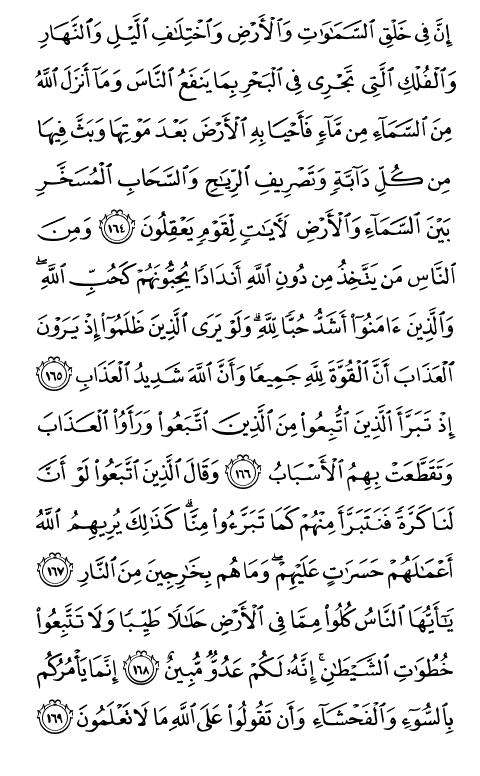 إِنَّ فِي خَلْقِ ٱلسَّمَٰوَٰتِ وَٱلْأَرْضِ وَٱخْتِلَٰفِ ٱلَّيْلِ وَٱلنَّهَارِ
وَٱلْفُلْكِ ٱلَّتِي تَجْرِي فِي ٱلْبَحْرِ بِمَا يَنفَعُ ٱلنَّاسَ وَمَآ أَنزَلَ ٱللَّهُ
مِنَ ٱلسَّمَآءِ مِن مَّآءٍ فَأَحْيَا بِهِ ٱلْأَرْضَ بَعْدَ مَوْتِهَا وَبَثَّ فِيهَا
مِن كُلِّ دَآبَّةٍ وَتَصْرِيفِ ٱلرِّيَٰحِ وَٱلسَّحَابِ ٱلْمُسَخَّرِ
بَيْنَ ٱلسَّمَآءِ وَٱلْأَرْضِ لَءَايَٰتٍ لِّقَوْمٍ يَعْقِلُونَ ١٦٤ وَمِنَ
ٱلنَّاسِ مَن يَتَّخِذُ مِن دُونِ ٱللَّهِ أَندَادًا يُحِبُّونَهُمْ كَحُبِّ ٱللَّهِۖ
وَٱلَّذِينَ ءَامَنُوٓا۟ أَشَدُّ حُبًّا لِّلَّهِۗ وَلَوْ يَرَى ٱلَّذِينَ ظَلَمُوٓا۟ إِذْ يَرَوْنَ
ٱلْعَذَابَ أَنَّ ٱلْقُوَّةَ لِلَّهِ جَمِيعًا وَأَنَّ ٱللَّهَ شَدِيدُ ٱلْعَذَابِ ١٦٥
إِذْ تَبَرَّأَ ٱلَّذِينَ ٱتُّبِعُوا۟ مِنَ ٱلَّذِينَ ٱتَّبَعُوا۟ وَرَأَوُا۟ ٱلْعَذَابَ
وَتَقَطَّعَتْ بِهِمُ ٱلْأَسْبَابُ ١٦٦ وَقَالَ ٱلَّذِينَ ٱتَّبَعُوا۟ لَوْ أَنَّ
لَنَا كَرَّةً فَنَتَبَرَّأَ مِنْهُمْ كَمَا تَبَرَّءُوا۟ مِنَّاۗ كَذَٰلِكَ يُرِيهِمُ ٱللَّهُ
أَعْمَٰلَهُمْ حَسَرَٰتٍ عَلَيْهِمْۖ وَمَا هُم بِخَٰرِجِينَ مِنَ ٱلنَّارِ ١٦٧
يَٰٓأَيُّهَا ٱلنَّاسُ كُلُوا۟ مِمَّا فِي ٱلْأَرْضِ حَلَٰلًا طَيِّبًا وَلَا تَتَّبِعُوا۟
خُطُوَٰتِ ٱلشَّيْطَٰنِۚ إِنَّهُۥ لَكُمْ عَدُوٌّ مُّبِينٌ ١٦٨ إِنَّمَا يَأْمُرُكُم
بِٱلسُّوٓءِ وَٱلْفَحْشَآءِ وَأَن تَقُولُوا۟ عَلَى ٱللَّهِ مَا لَا تَعْلَمُونَ ١٦٩